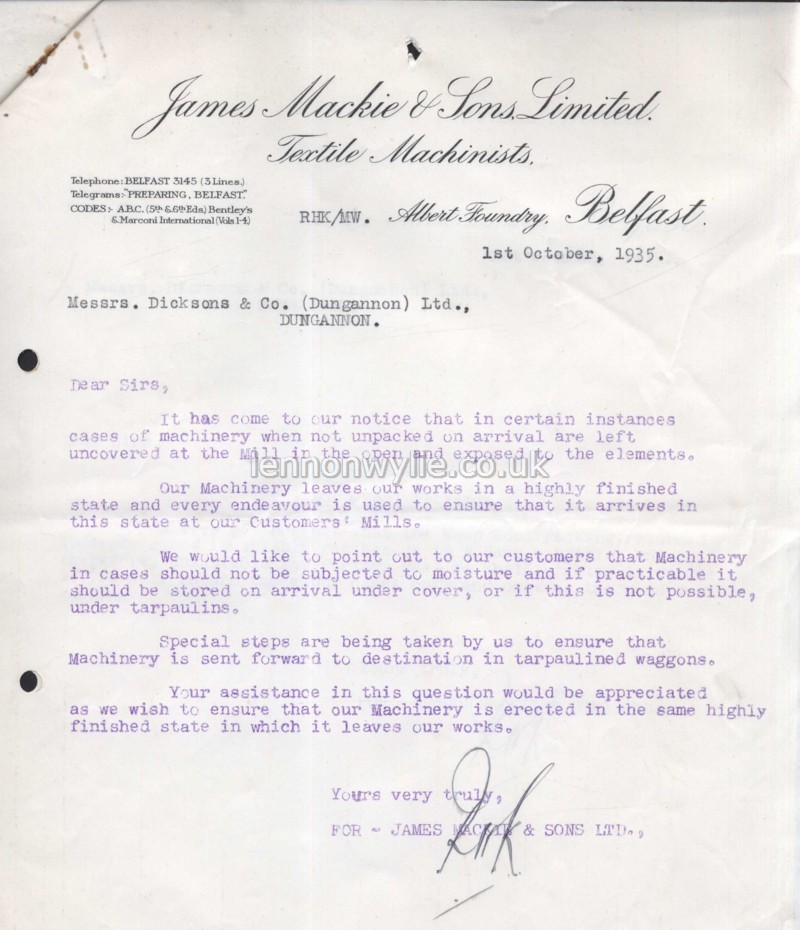 James Mackie & Sons, Limited.
Textile Machinists.
Telephone: BELFAST 3145 (3 Lines.)
Telegrams:- "PREPARING, BELFAST."
CODES:- A.B.C. (5th & 6th Eds) Bentley's
& Marconi International (Vols 1-4)
RHK/MW. Albert Foundry, Belfast.
1st October, 1935.
Messrs. Dicksons & Co. (Dungannon) Ltd.,
DUNGANNON.
Dear Sirs,
It has come to our notice that in certain instances
cases of machinery when not unpacked on arrival are left
uncovered at the Mill in the open and exposed to the elements.
lennonwylie.co.uk
Our Machinery leaves our works in a highly finished
state and every endeavour is used to ensure that it arrives in
this state at our Customers' Mills.
We would like to point out to our customers that Machinery
in cases should not be subjected to moisture and if practicable it
should be stored on arrival under cover, or if this is not possible,
under tarpaulins.
Special steps are being taken by us to ensure that
Machinery is sent forward to destination in tarpaulined waggons.
Your assistance in this question would be appreciated
as we wish to ensure that our Machinery is erected in the same highly
finished state in which it leaves our works.
Yours very truly,
FOR - JAMES MACKIE & SONS LTD.,